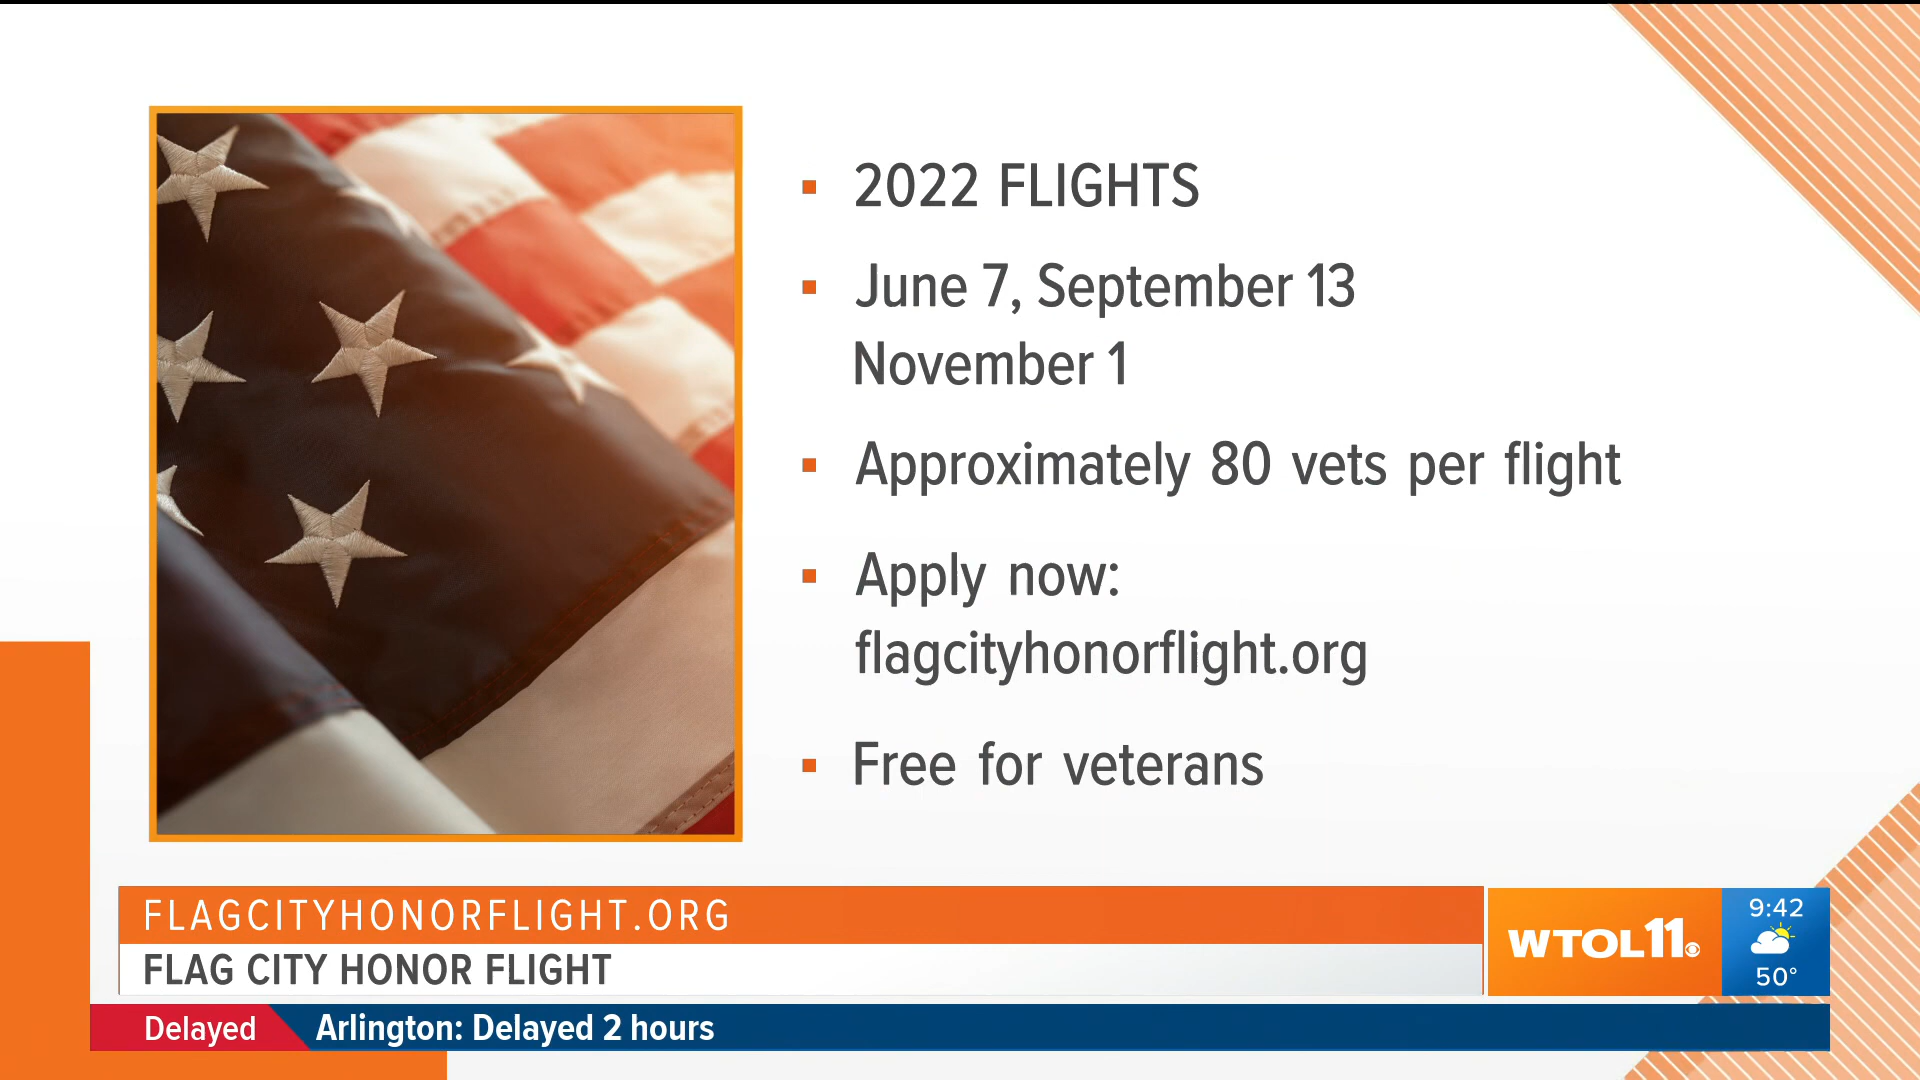 2022 FLIGHTS
June 7, September 13
November 1
Approximately 80 vets per flight
Apply now:
flagcityhonorflight.org
Free for veterans
FLAGCITYHONORFLIGHT.ORG
FLAG CITY HONOR FLIGHT
WTOL11
9:42
50°
Delayed
Arlington: Delayed 2 hours